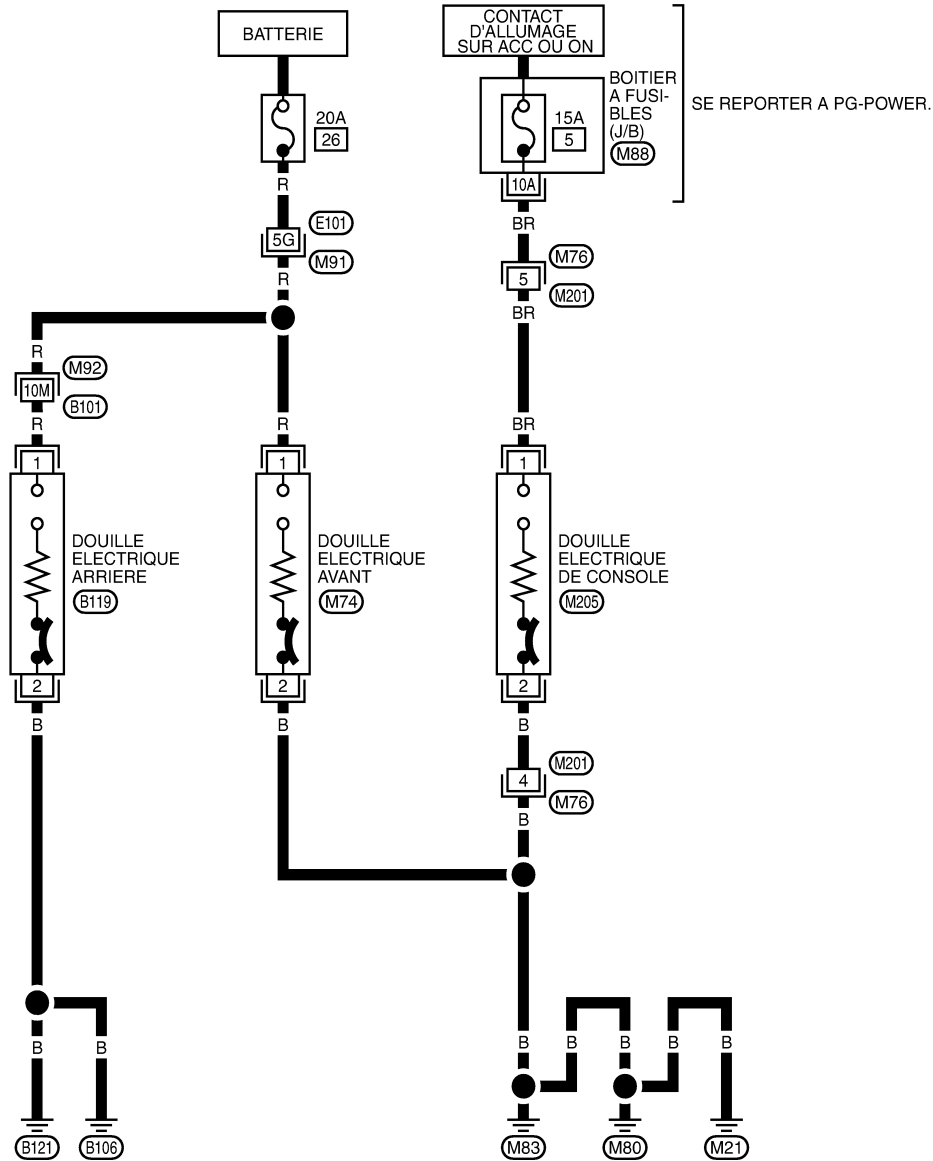 BATTERIE
CONTACT
D'ALLUMAGE
SUR ACC OU ON
20A
26
15A
5
BOITIER
A FUSI-
BLES
(J/B)
M88
SE REPORTER A PG-POWER.
R
10A
E101
5G
M91
BR
M76
5
M201
R
BR
R
M92
10M
B101
R
R
BR
1
1
1
DOUILLE
ELECTRIQUE
ARRIERE
B119
DOUILLE
ELECTRIQUE
AVANT
M74
DOUILLE
ELECTRIQUE
DE CONSOLE
M205
2
2
2
B
B
B
M201
4
M76
B
B
B
B
B
B
B
B
B121
B106
M83
M80
M21